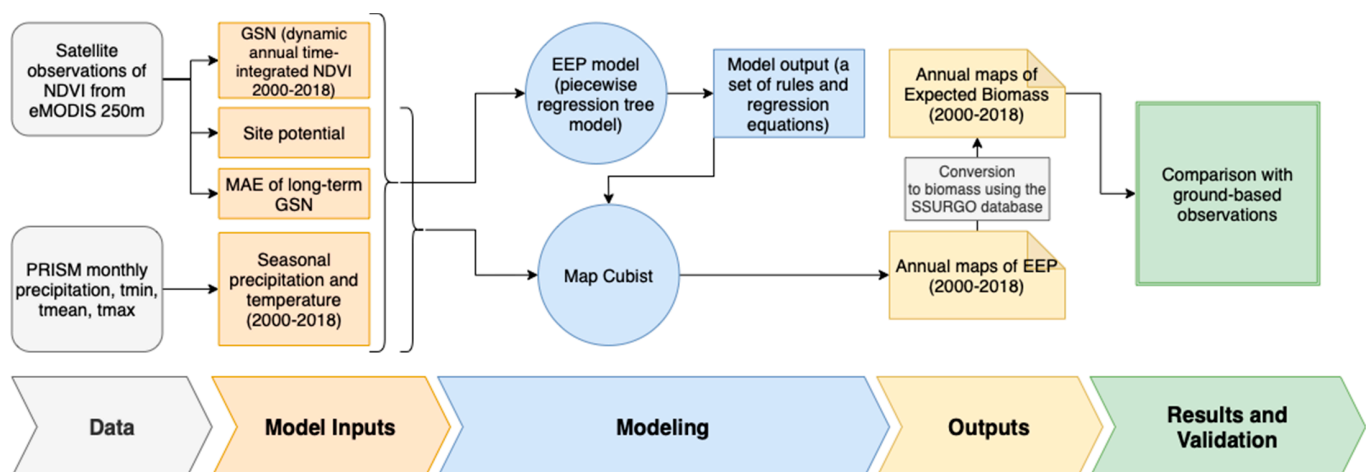 Satellite
observations of
NDVI from
eMODIS 250m
PRISM monthly
precipitation, tmin,
tmean, tmax
GSN (dynamic
annual time-
integrated NDVI
2000-2018)
Site potential
MAE of long-term
GSN
Seasonal
precipitation and
temperature
(2000-2018)
EEP model
(piecewise
regression tree
model)
Model output (a
set of rules and
regression
equations)
Map Cubist
Annual maps of
Expected Biomass
(2000-2018)
Conversion
to biomass using the
SSURGO database
Annual maps of EEP
(2000-2018)
Comparison with
ground-based
observations
Data
Model Inputs
Modeling
Outputs
Results and
Validation